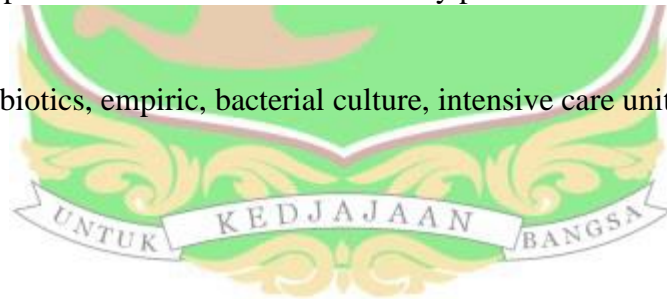 biotics, empiric, bacterial culture, intensive care unit
UNTUK KEDJAJAAN BANGSA